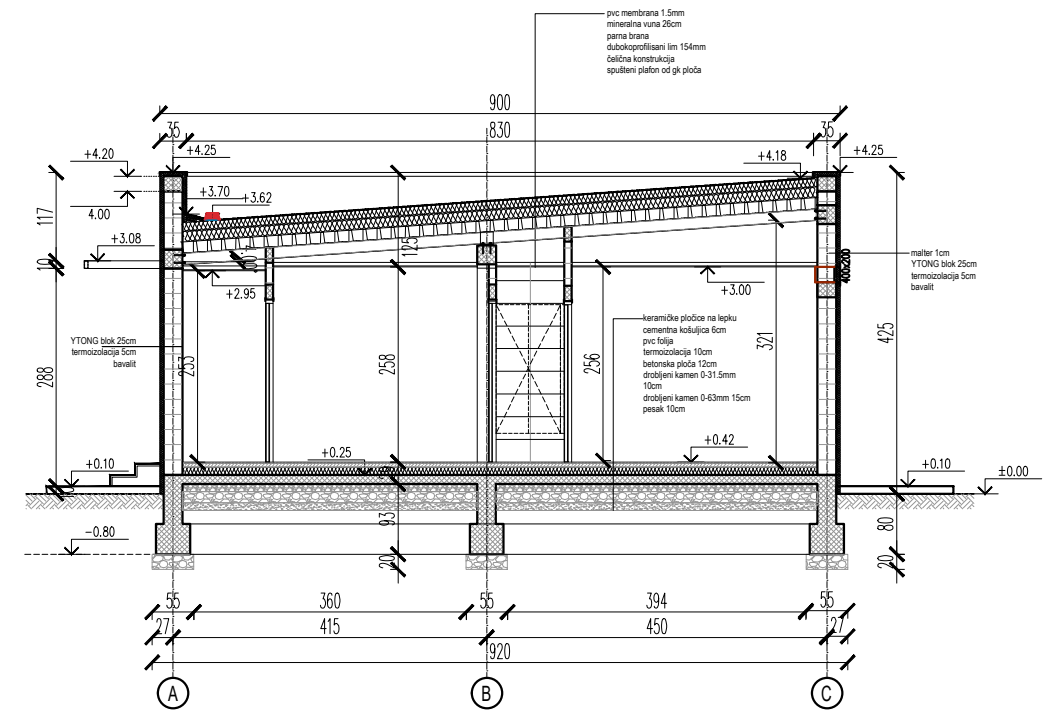 pvc membrana 1.5mm
mineralna vuna 26cm
parna brana
dubokoprofilisani lim 154mm
čelična konstrukcija
spušteni plafon od gk ploča
900
35
830
35
+4.20
+4.25
+4.18
+4.25
4.00
+3.70
+3.62
117
+3.08
10
125
+2.95
+3.00
400x200
malter 1cm
YTONG blok 25cm
termoizolacija 5cm
bavalit
YTONG blok 25cm
termoizolacija 5cm
bavalit
keramičke pločice na lepku
cementna košuljica 6cm
pvc folija
termoizolacija 10cm
betonska ploča 12cm
drobljeni kamen 0-31.5mm
10cm
drobljeni kamen 0-63mm 15cm
pesak 10cm
288
253
258
256
321
425
+0.10
+0.25
+0.42
+0.10
±0.00
-0.80
93
20
80
20
55
360
55
394
55
27
415
450
27
920
A
B
C